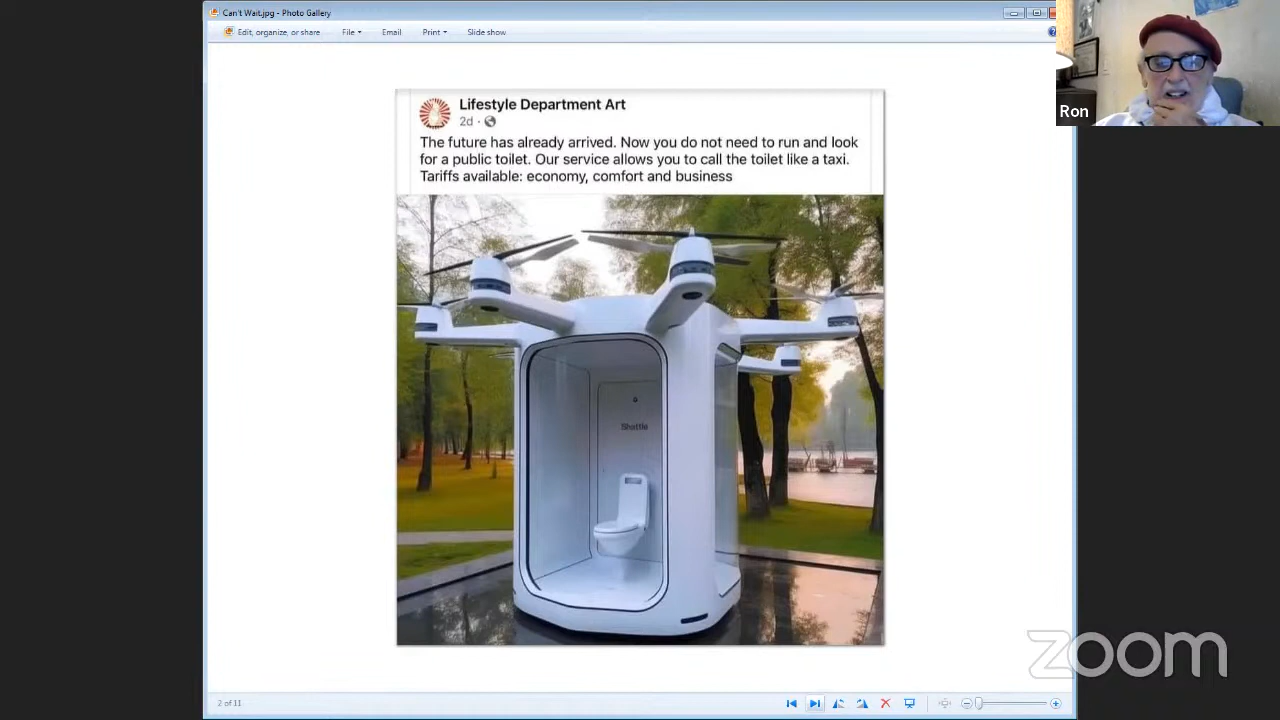 Can't Wait.jpg - Photo Gallery
Edit, organize, or share File Email Print Slide show
Ron
Lifestyle Department Art
2d ·
The future has already arrived. Now you do not need to run and look
for a public toilet. Our service allows you to call the toilet like a taxi.
Tariffs available: economy, comfort and business
Shattle
zoom
2 of 11